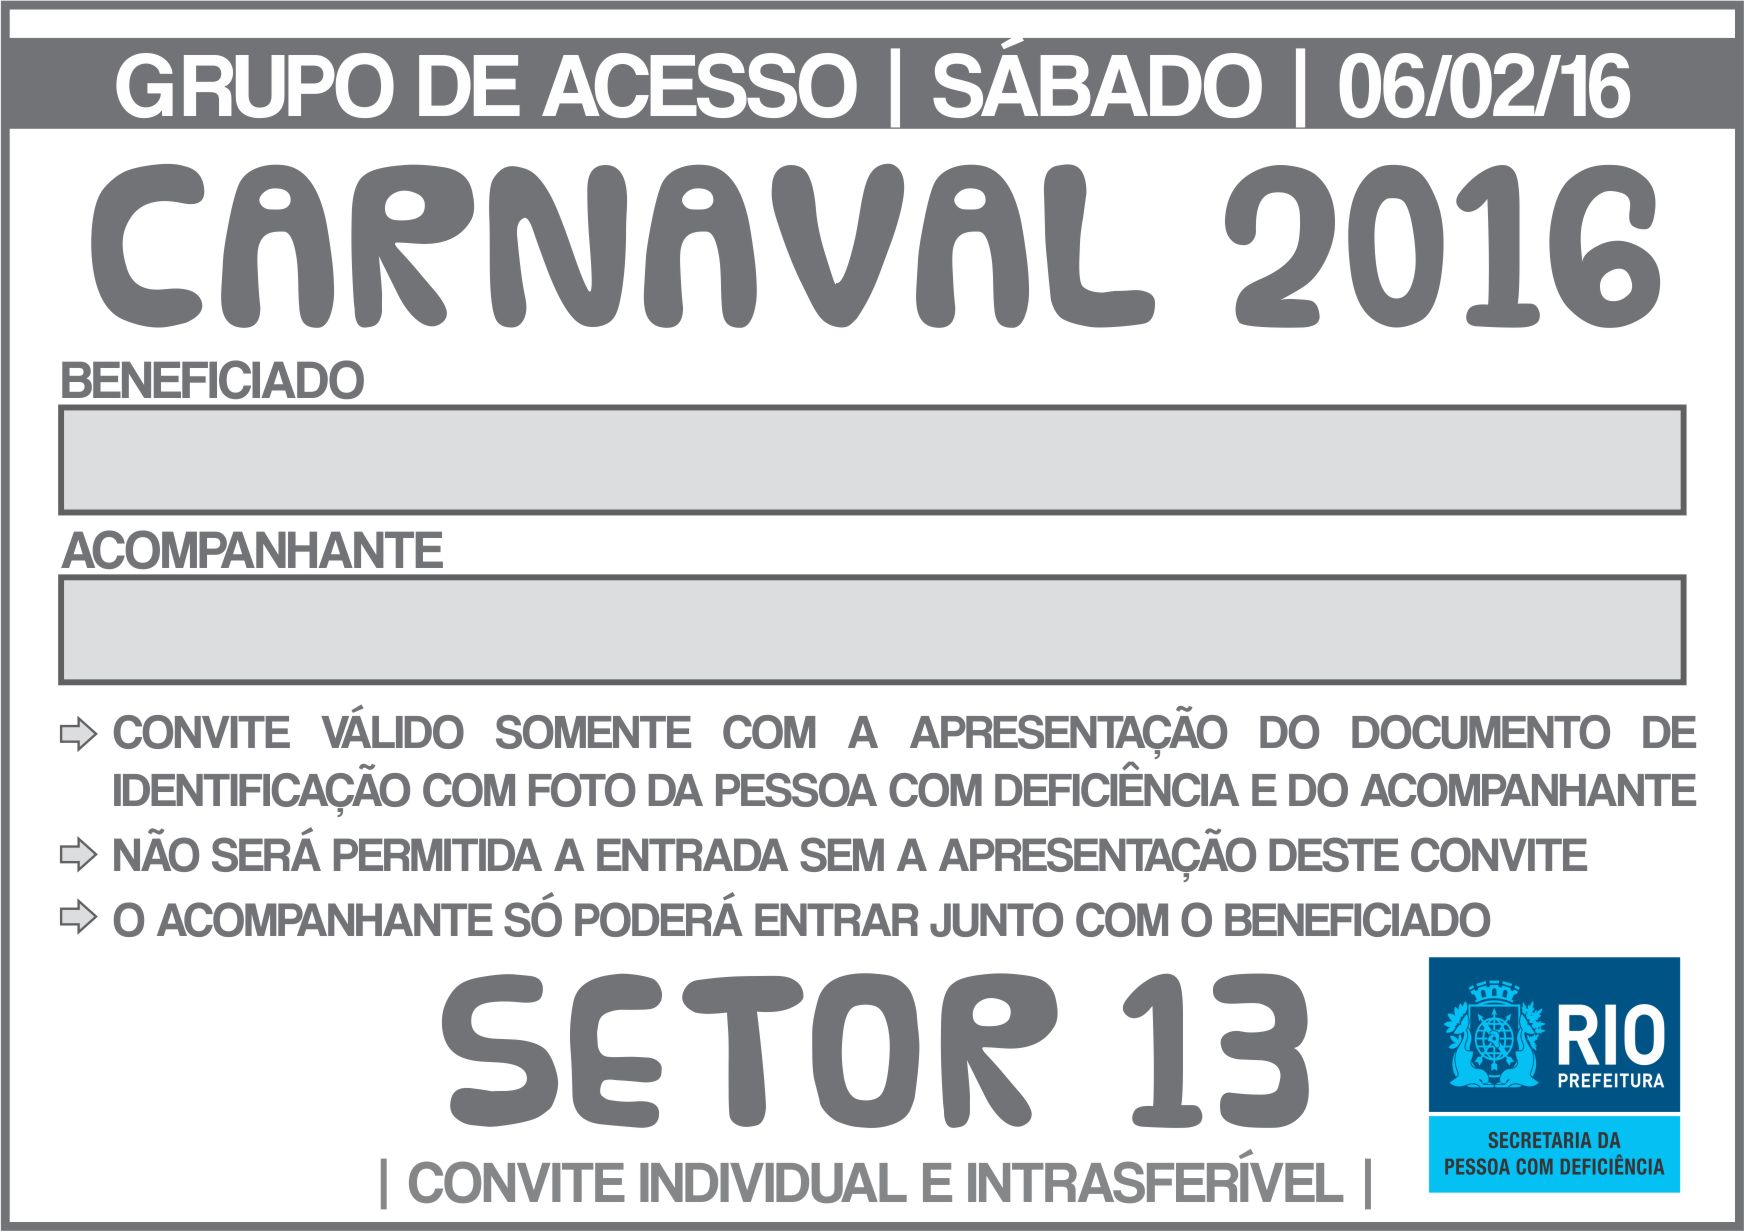 GRUPO DE ACESSO | SÁBADO | 06/02/16
CARNAVAL 2016
BENEFICIADO
ACOMPANHANTE
CONVITE VÁLIDO SOMENTE COM A APRESENTAÇÃO DO DOCUMENTO DE
IDENTIFICAÇÃO COM FOTO DA PESSOA COM DEFICIÊNCIA E DO ACOMPANHANTE
NÃO SERÁ PERMITIDA A ENTRADA SEM A APRESENTAÇÃO DESTE CONVITE
O ACOMPANHANTE SÓ PODERÁ ENTRAR JUNTO COM O BENEFICIADO
SETOR 13
| CONVITE INDIVIDUAL E INTRASFERÍVEL |
RIO
PREFEITURA
SECRETARIA DA
PESSOA COM DEFICIÊNCIA